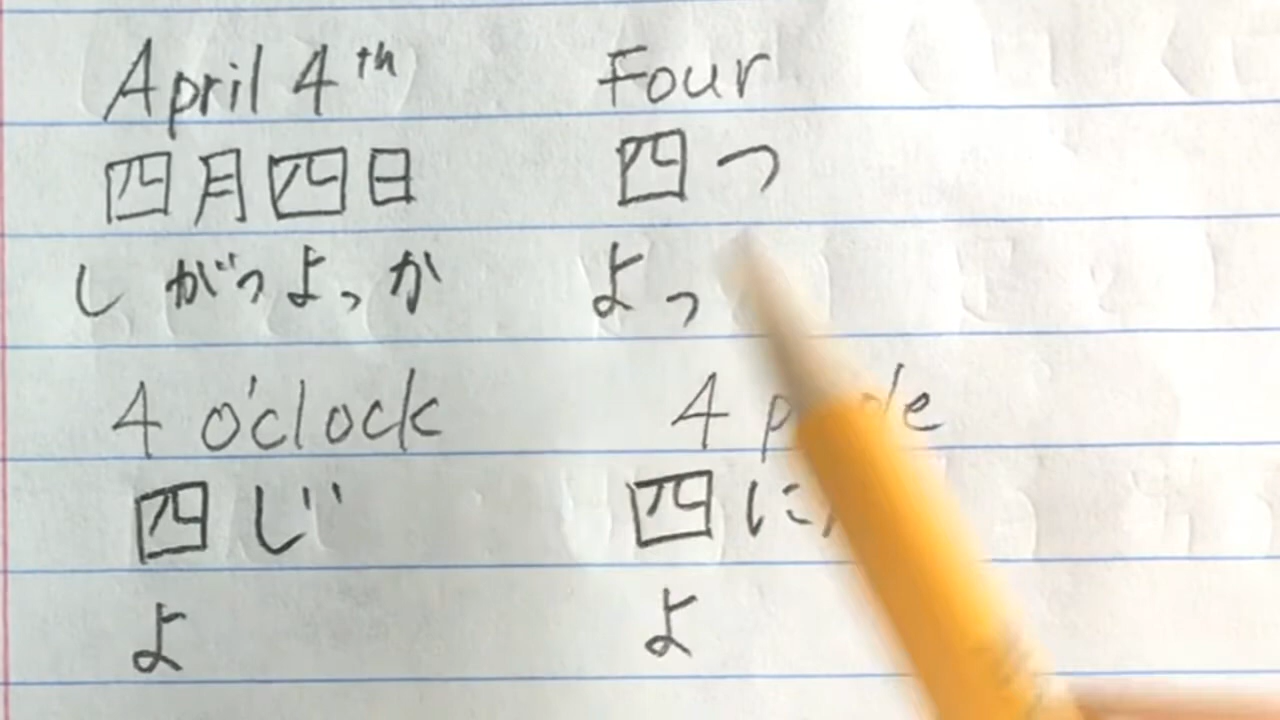 April 4th Four
四月四日 四つ
しがつよっか よっ
4 o'clock 4
四じ 四に
よ よ